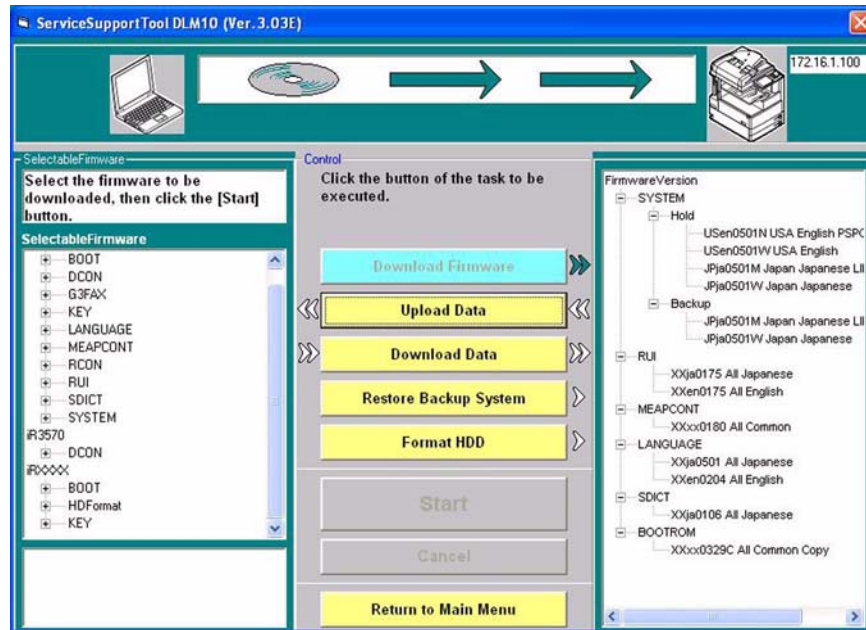 ServiceSupportTool DLM10 (Ver. 3.03E)
172.16.1.100
SelectableFirmware
Select the firmware to be
downloaded, then click the [Start]
button.
SelectableFirmware
BOOT
DCON
G3FAX
KEY
LANGUAGE
MEAPCONT
RCON
RUI
SDICT
SYSTEM
iR3570
DCON
iRXXXX
BOOT
HDFormat
KEY
Control
Click the button of the task to be
executed.
Download Firmware
Upload Data
Download Data
Restore Backup System
Format HDD
Start
Cancel
Return to Main Menu
FirmwareVersion
SYSTEM
Hold
USen0501N USA English PSPC
USen0501W USA English
JPja0501M Japan Japanese LI
JPja0501W Japan Japanese
Backup
JPja0501M Japan Japanese LI
JPja0501W Japan Japanese
RUI
XXja0175 All Japanese
XXen0175 All English
MEAPCONT
XXxx0180 All Common
LANGUAGE
XXja0501 All Japanese
XXen0204 All English
SDICT
XXja0106 All Japanese
BOOTROM
XXxx0329C All Common Copy